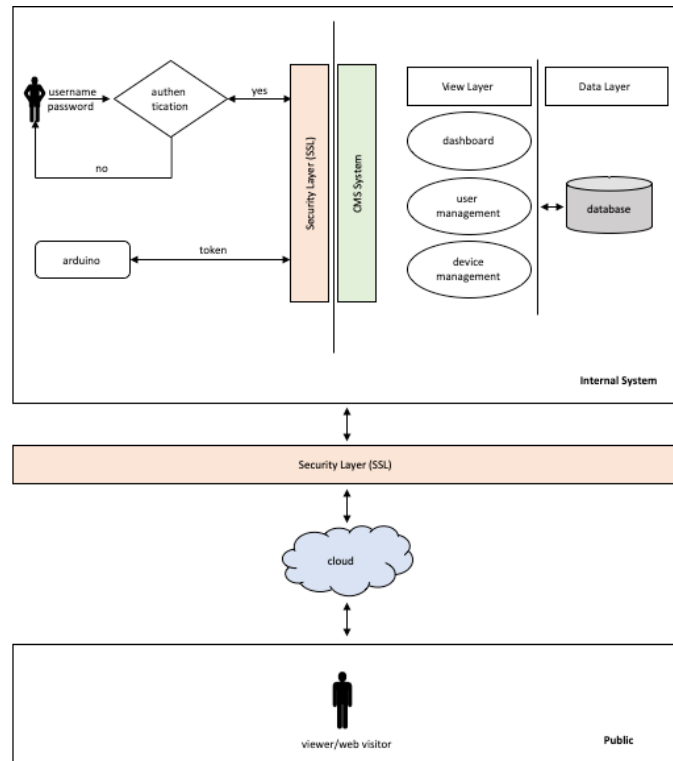 username
password
authen
tication
yes
no
arduino
token
Security Layer (SSL)
CMS System
View Layer
Data Layer
dashboard
user
management
device
management
database
Internal System
Security Layer (SSL)
cloud
viewer/web visitor
Public